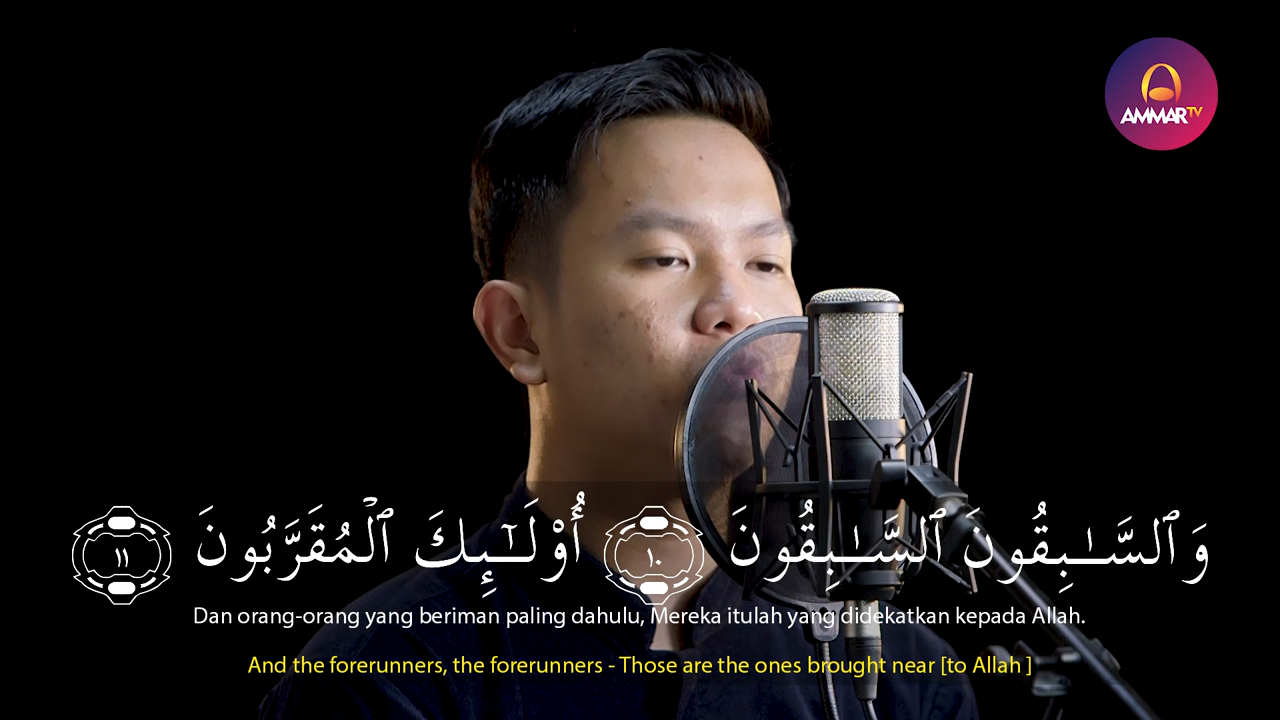 AMMAR TV
وَٱلسَّـٰبِقُونَ ٱلسَّـٰبِقُونَ ١٠ أُو۟لَـٰٓئِكَ ٱلْمُقَرَّبُونَ ١١
Dan orang-orang yang beriman paling dahulu, Mereka itulah yang didekatkan kepada Allah.
And the forerunners, the forerunners - Those are the ones brought near [to Allah ]